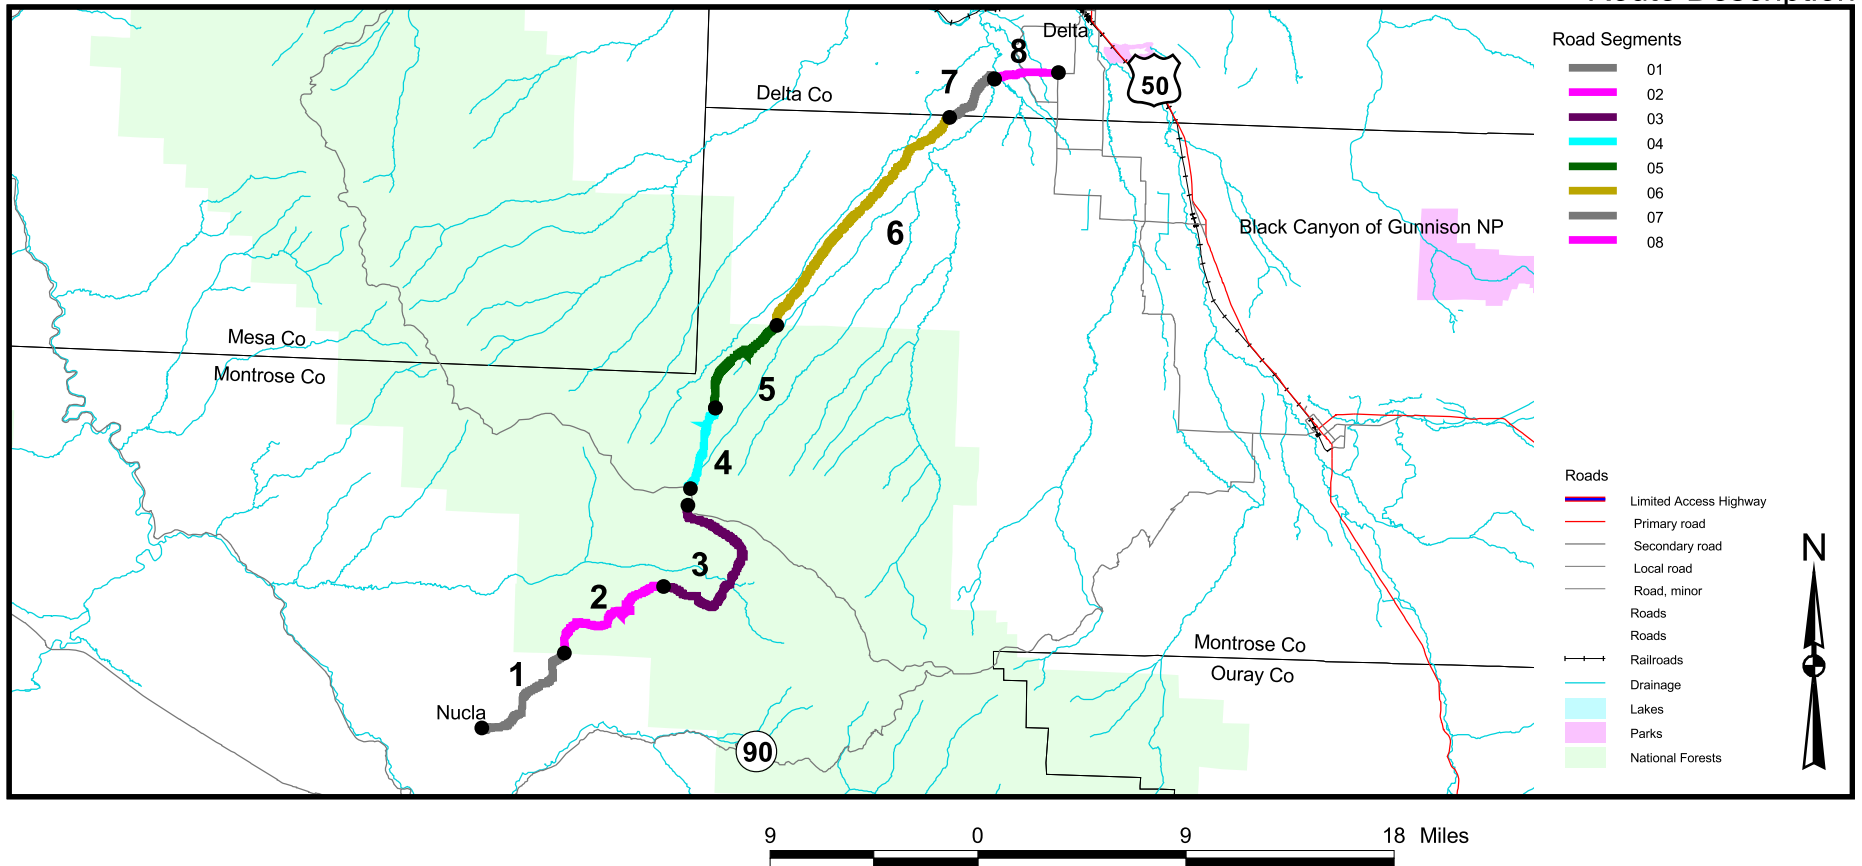 Route Description
Delta
8
Road Segments
7
01
50
02
Delta Co
03
04
05
06
6
07
Black Canyon of Gunnison NP
08
Mesa Co
Montrose Co
5
4
Roads
Limited Access Highway
Primary road
N
Secondary road
3
Local road
Road, minor
2
Roads
Roads
Montrose Co
Railroads
1
Ouray Co
Drainage
Nucla
Lakes
Parks
90
National Forests
9 0 9 18 Miles